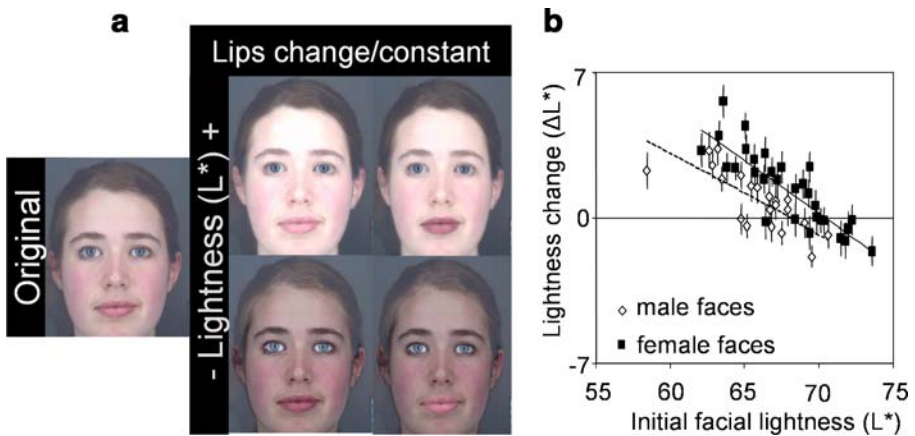 a
Lips change/constant
Original
- Lightness (L*) +
b
Lightness change (ΔL*)
7
0
-7
◇ male faces
■ female faces
55 60 65 70 75
Initial facial lightness (L*)